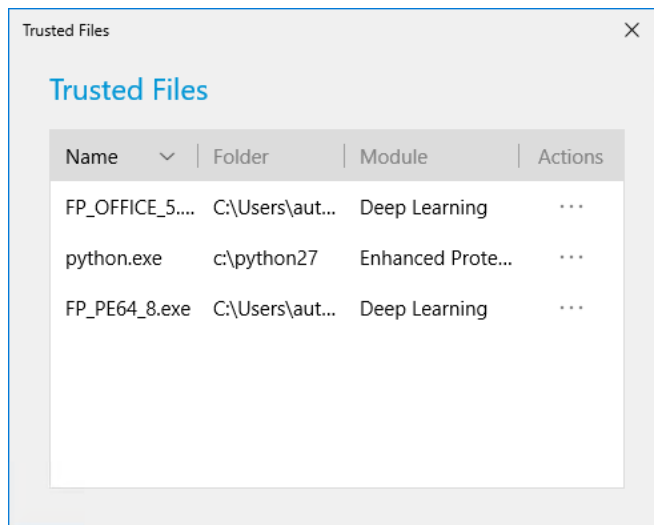 Trusted Files
Trusted Files
Name Folder Module Actions
FP_OFFICE_5.... C:\Users\aut... Deep Learning ...
python.exe c:\python27 Enhanced Prote... ...
FP_PE64_8.exe C:\Users\aut... Deep Learning ...